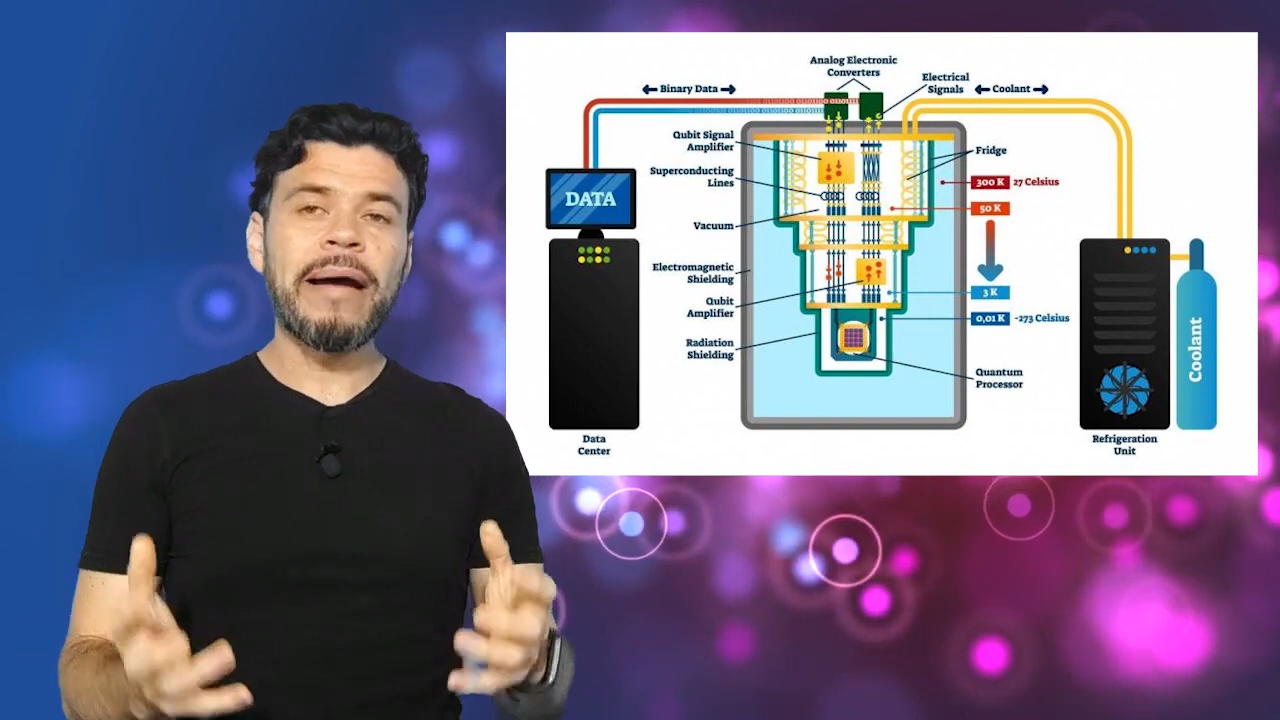 Analog Electronic
Converters
Binary Data
Electrical
Signals
Coolant
Qubit Signal
Amplifier
Fridge
Superconducting
Lines
300 K 27 Celsius
DATA
50 K
Vacuum
Electromagnetic
Shielding
3 K
Qubit
Amplifier
0,01 K -273 Celsius
Radiation
Shielding
Quantum
Processor
Coolant
Data
Center
Refrigeration
Unit